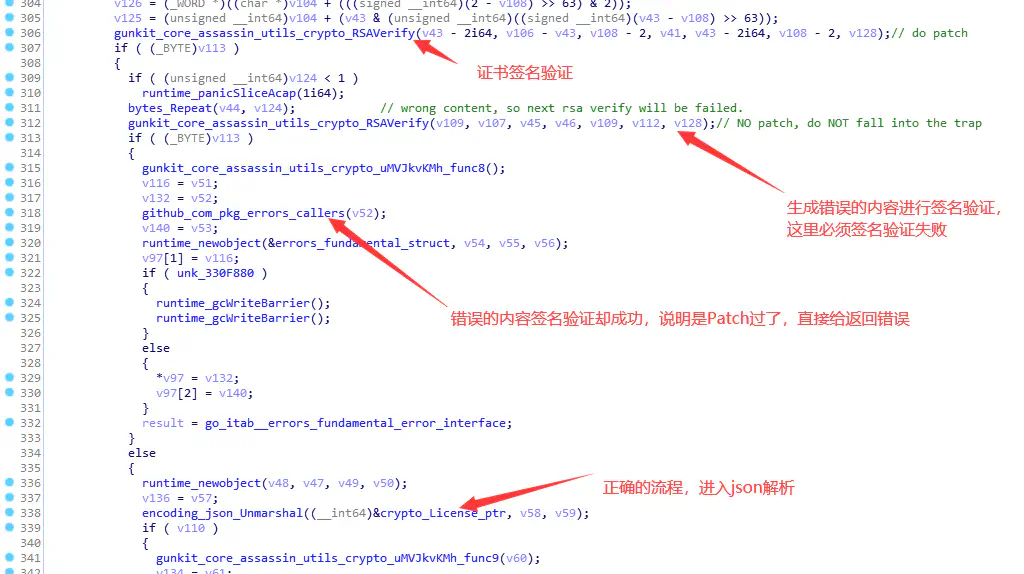 304 v126 = (_WORD *)((char *)v104 + (((signed __int64)(2 - v108) >> 63) & 2));
305 v125 = (unsigned __int64)v104 + (v43 & (unsigned __int64)((signed __int64)(v43 - v108) >> 63));
306 gunkit_core_assassin_utils_crypto_RSAVerify(v43 - 2i64, v106 - v43, v108 - 2, v41, v43 - 2i64, v108 - 2, v128);// do patch
307 if ( (_BYTE)v113 )
308 {
证书签名验证
309 if ( (unsigned __int64)v124 < 1 )
310 runtime_panicSliceAcap(1i64);
311 bytes_Repeat(v44, v124); // wrong content, so next rsa verify will be failed.
312 gunkit_core_assassin_utils_crypto_RSAVerify(v109, v107, v45, v46, v109, v112, v128);// NO patch, do NOT fall into the trap
313 if ( (_BYTE)v113 )
314 {
315 gunkit_core_assassin_utils_crypto_uMVJkvKMh_func8();
316 v116 = v51;
317 v132 = v52;
生成错误的内容进行签名验证，
318 github_com_pkg_errors_callers(v52);
这里必须签名验证失败
319 v140 = v53;
320 runtime_newobject(&errors_fundamental_struct, v54, v55, v56);
321 v97[1] = v116;
322 if ( unk_330F880 )
323 {
324 runtime_gcWriteBarrier();
325 runtime_gcWriteBarrier();
错误的内容签名验证却成功，说明是Patch过了，直接给返回错误
326 }
327 else
328 {
329 *v97 = v132;
330 v97[2] = v140;
331 }
332 result = go_itab__errors_fundamental_error_interface;
333 }
334 else
335 {
336 runtime_newobject(v48, v47, v49, v50);
正确的流程，进入json解析
337 v136 = v57;
338 encoding_json_Unmarshal((__int64)&crypto_License_ptr, v58, v59);
339 if ( v110 )
340 {
341 gunkit_core_assassin_utils_crypto_uMVJkvKMh_func9(v60);
342 v134 = v61;